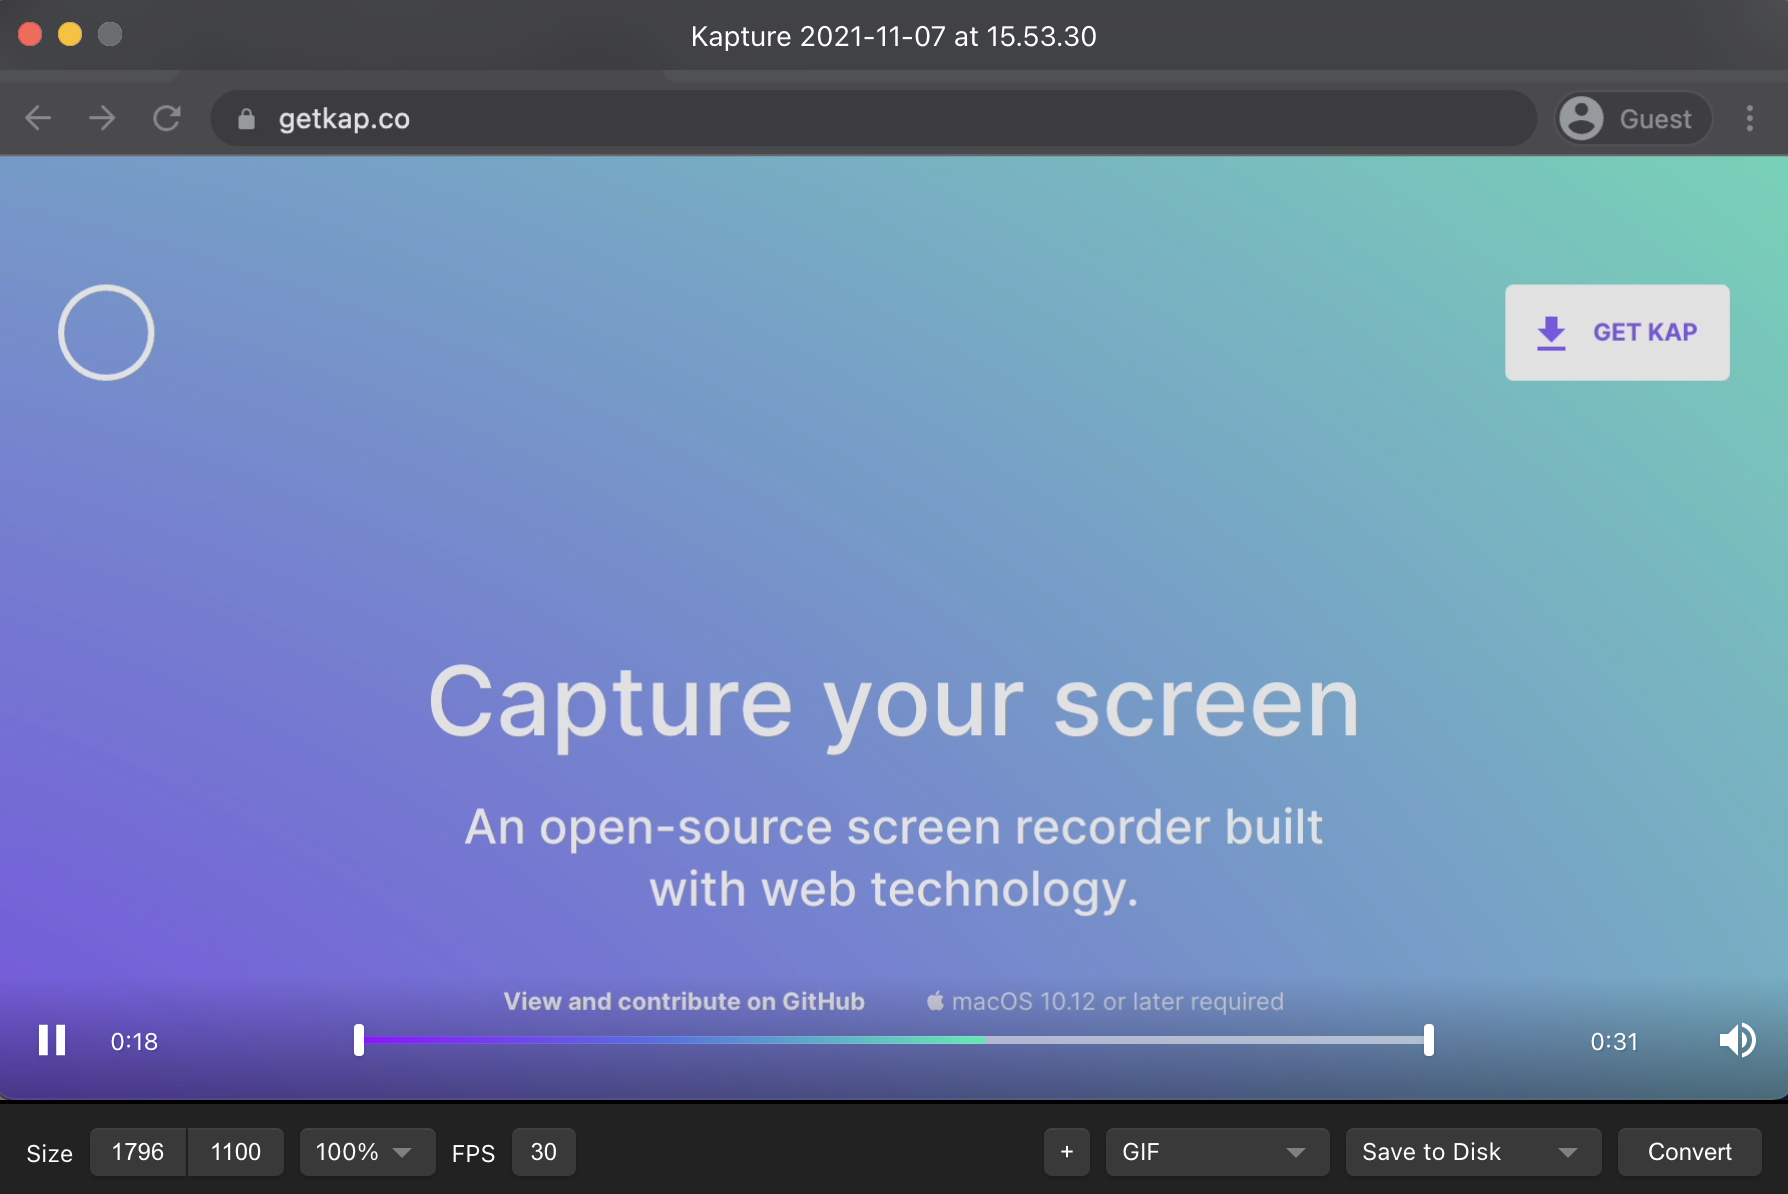 Kapture 2021-11-07 at 15.53.30
getkap.co
Guest
GET KAP
Capture your screen
An open-source screen recorder built
with web technology.
View and contribute on GitHub macOS 10.12 or later required
0:18 0:31
Size 1796 1100 100% FPS 30 + GIF Save to Disk Convert